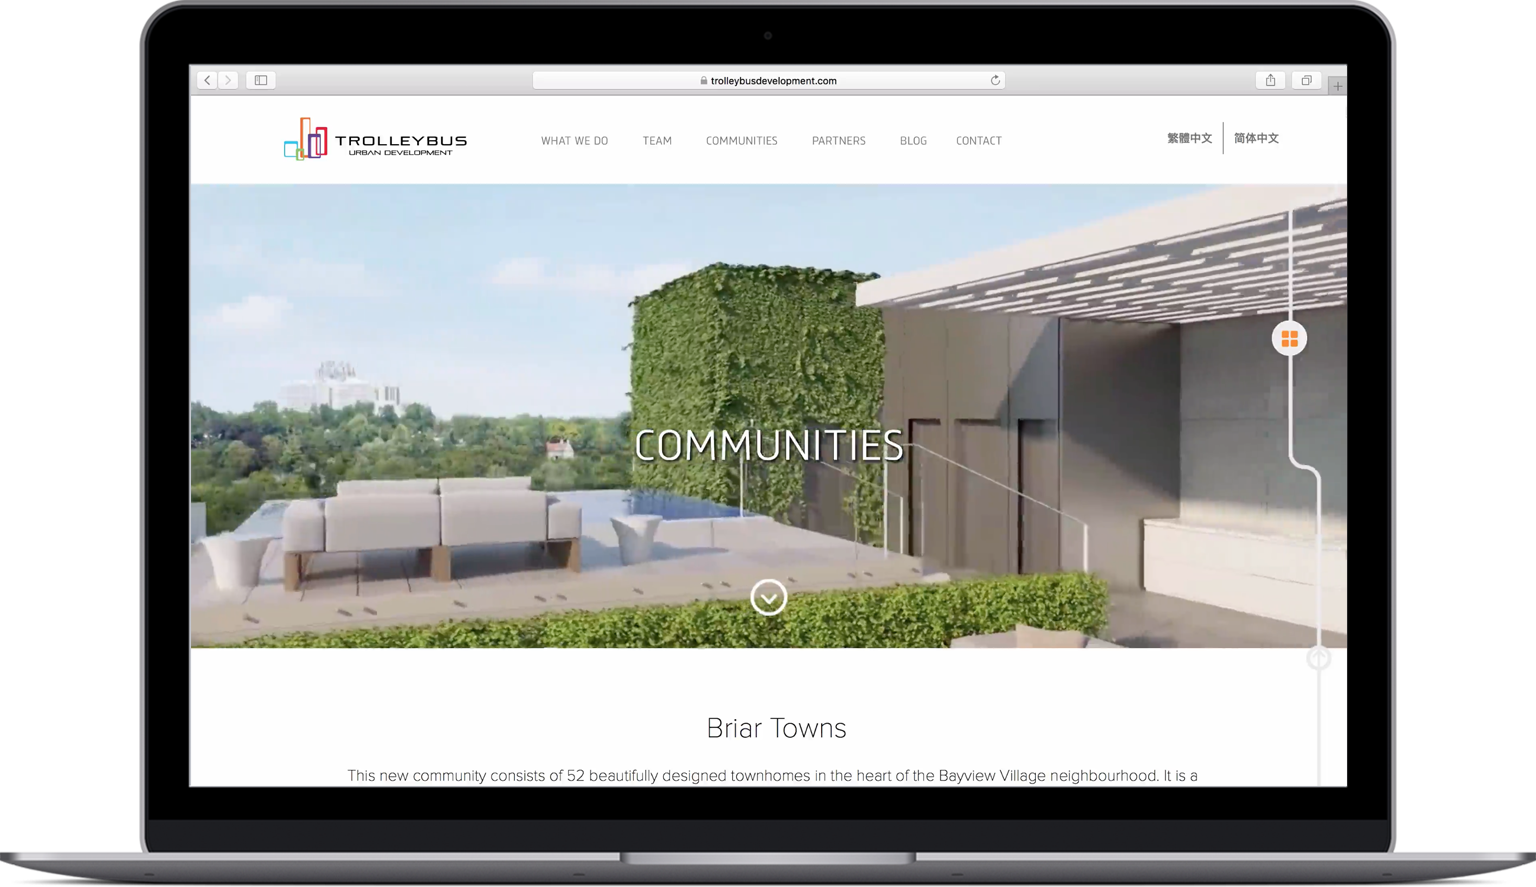 trolleybusdevelopment.com
TROLLEYBUS
URBAN DEVELOPMENT
WHAT WE DO TEAM COMMUNITIES PARTNERS BLOG CONTACT
繁體中文 简体中文
COMMUNITIES
Briar Towns
This new community consists of 52 beautifully designed townhomes in the heart of the Bayview Village neighbourhood. It is a